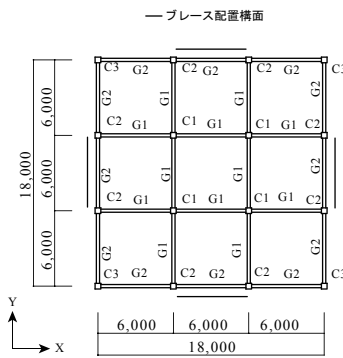 ブレース配置構面
C3 G2 C2 G2 C2 G2 C3
G2 G1 G1 G2
C2 G1 C1 G1 C1 G1 C2
6,000
G2 G1 G1 G2
C2 G1 C1 G1 C1 G1 C2
6,000
18,000
G2 G1 G1 G2
C3 G2 C2 G2 C2 G2 C3
6,000
Y
X
6,000 6,000 6,000
18,000